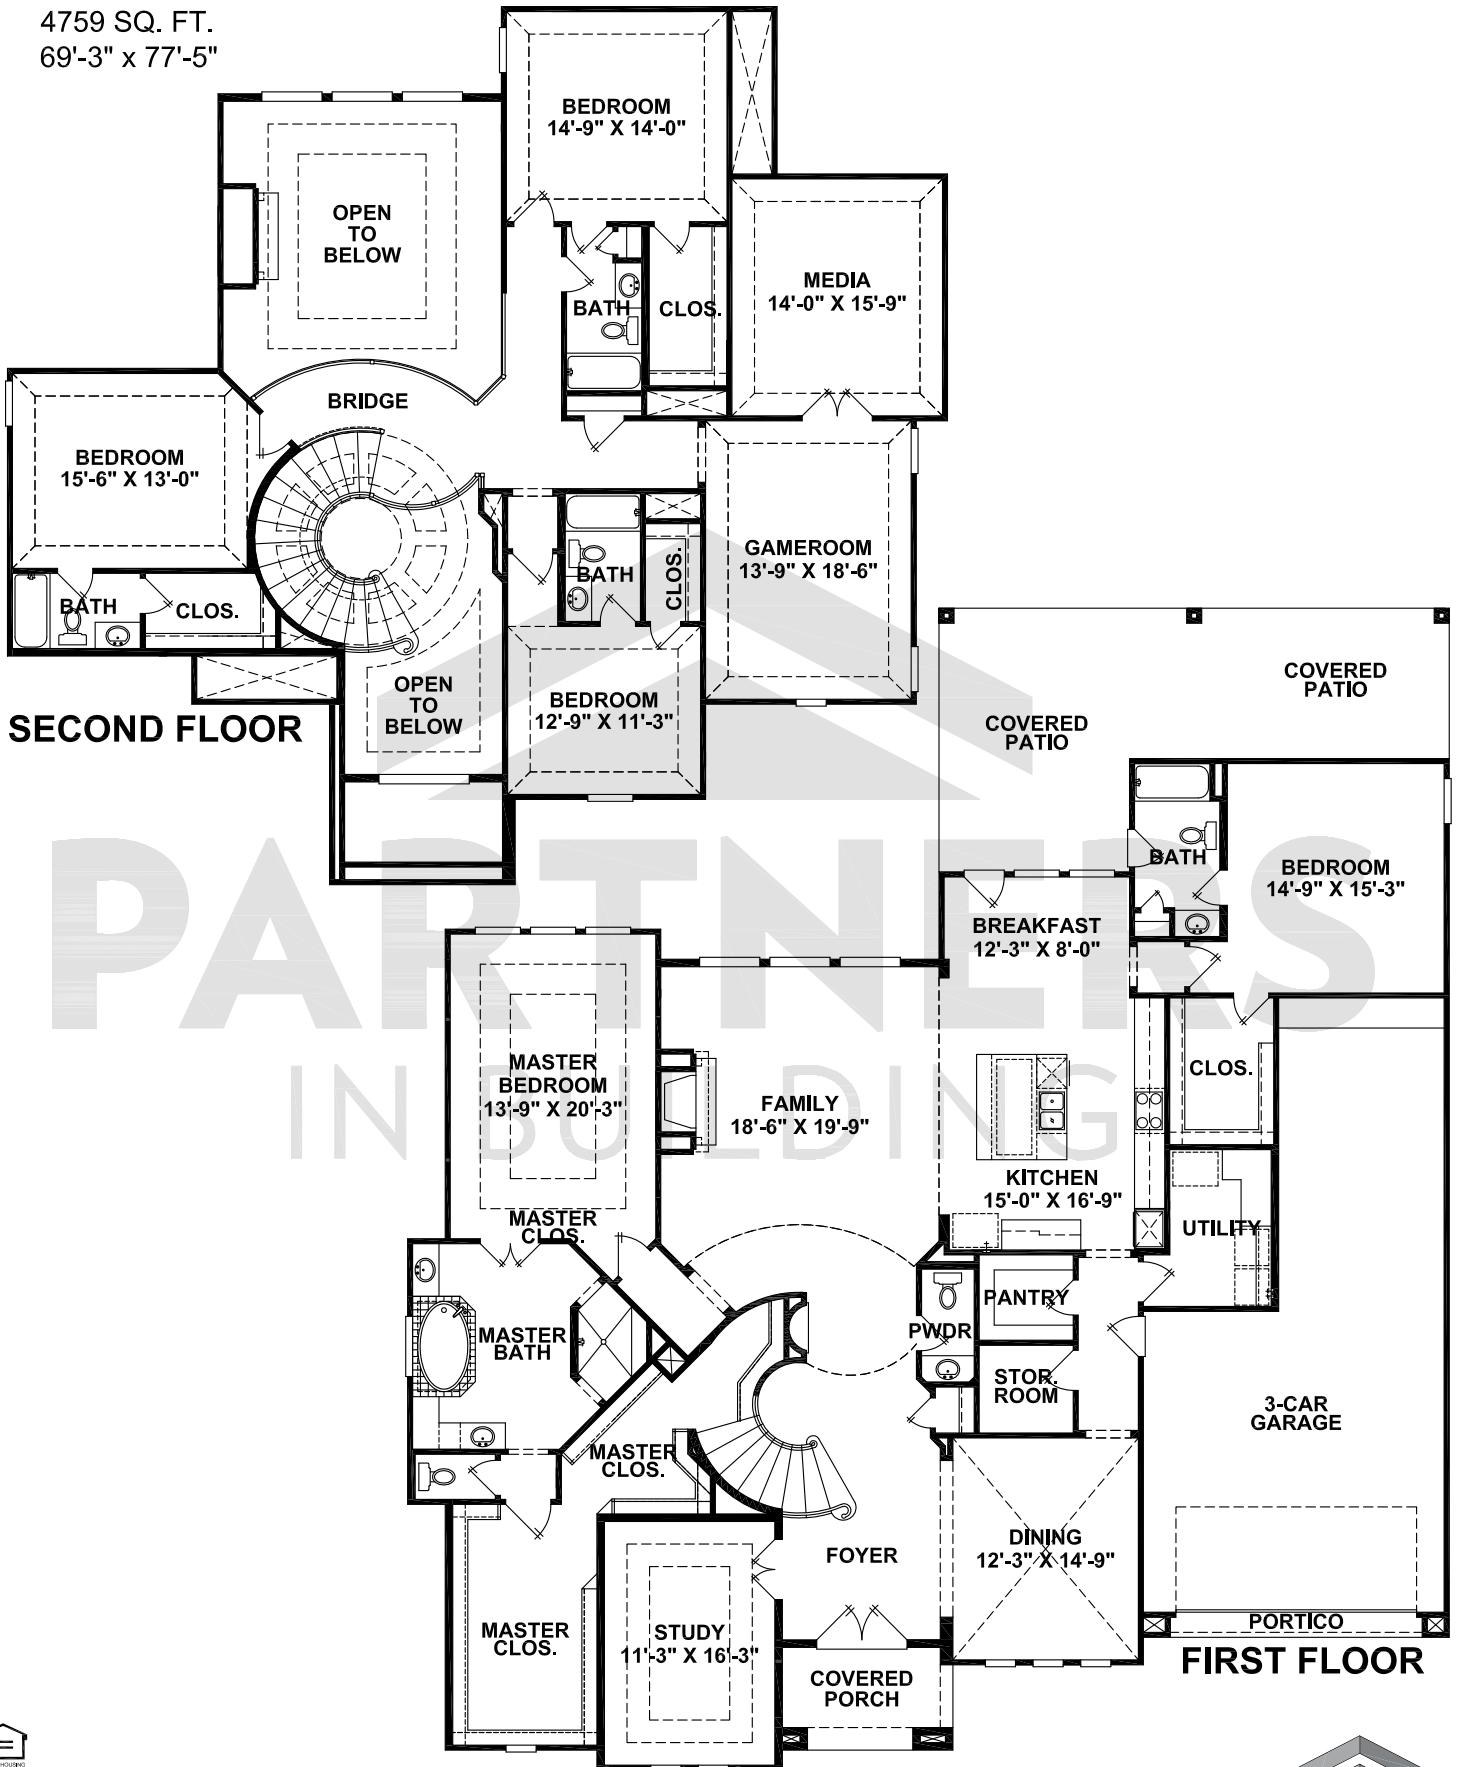 4759 SQ. FT.
69'-3" x 77'-5"
BEDROOM
14'-9" X 14'-0"
OPEN
TO
BELOW
MEDIA
14'-0" X 15'-9"
BATH
CLOS.
BRIDGE
BEDROOM
15'-6" X 13'-0"
GAMEROOM
13'-9" X 18'-6"
BATH
CLOS.
BATH
CLOS.
OPEN
TO
BELOW
BEDROOM
12'-9" X 11'-3"
SECOND FLOOR
COVERED
PATIO
COVERED
PATIO
PARTNERS
IN BUILDING
BATH
BEDROOM
14'-9" X 15'-3"
BREAKFAST
12'-3" X 8'-0"
MASTER
BEDROOM
13'-9" X 20'-3"
FAMILY
18'-6" X 19'-9"
CLOS.
KITCHEN
15'-0" X 16'-9"
MASTER
CLOS.
UTILITY
PANTRY
PWDR
MASTER
BATH
STOR.
ROOM
3-CAR
GARAGE
MASTER
CLOS.
DINING
12'-3" X 14'-9"
FOYER
MASTER
CLOS.
STUDY
11'-3" X 16'-3"
PORTICO
FIRST FLOOR
COVERED
PORCH